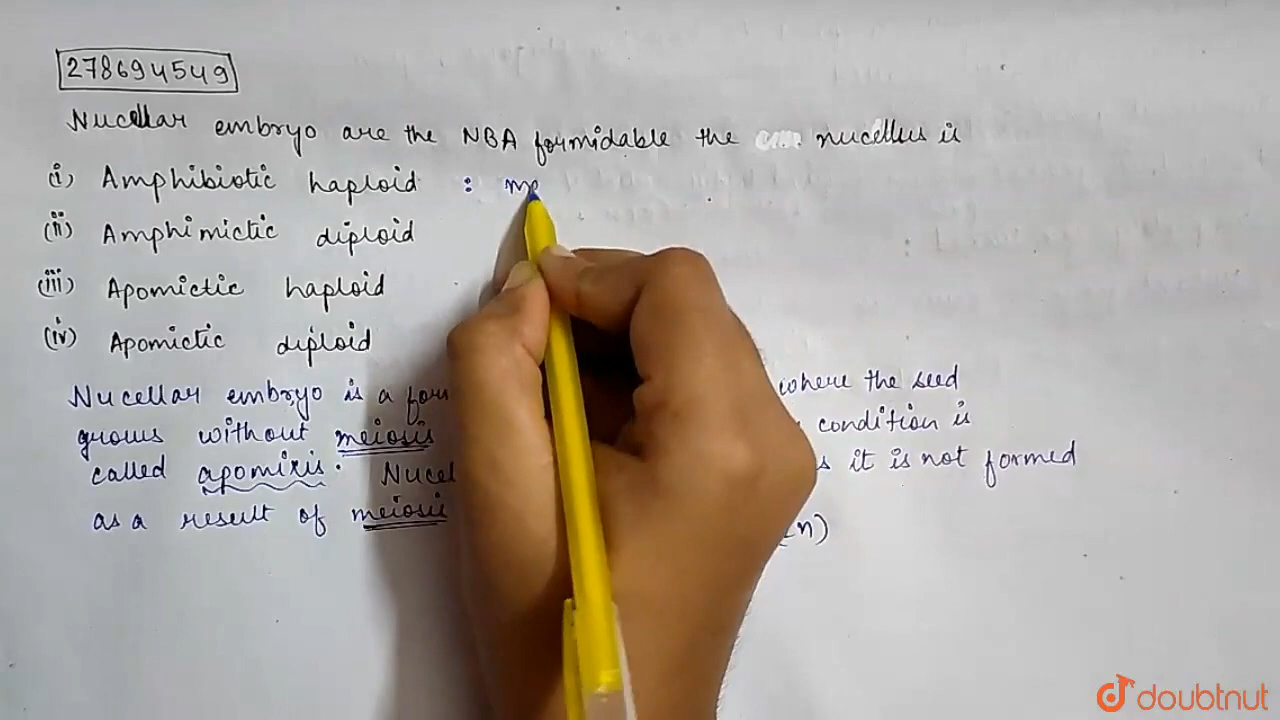 278694549
Nucellar embryo are the NBA formidable the nucellus is
(i) Amphibiotic haploid :
(ii) Amphimictic diploid
(iii) Apomictic haploid
(iv) Apomictic diploid
Nucellar embryo is a where the seed
grows without meiosis condition is
called apomixis. it is not formed
as a result of meiosis
doubtnut